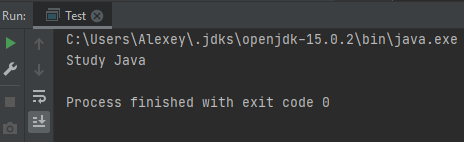 Run: Test
C:\Users\Alexey\.jdks\openjdk-15.0.2\bin\java.exe
Study Java
Process finished with exit code 0